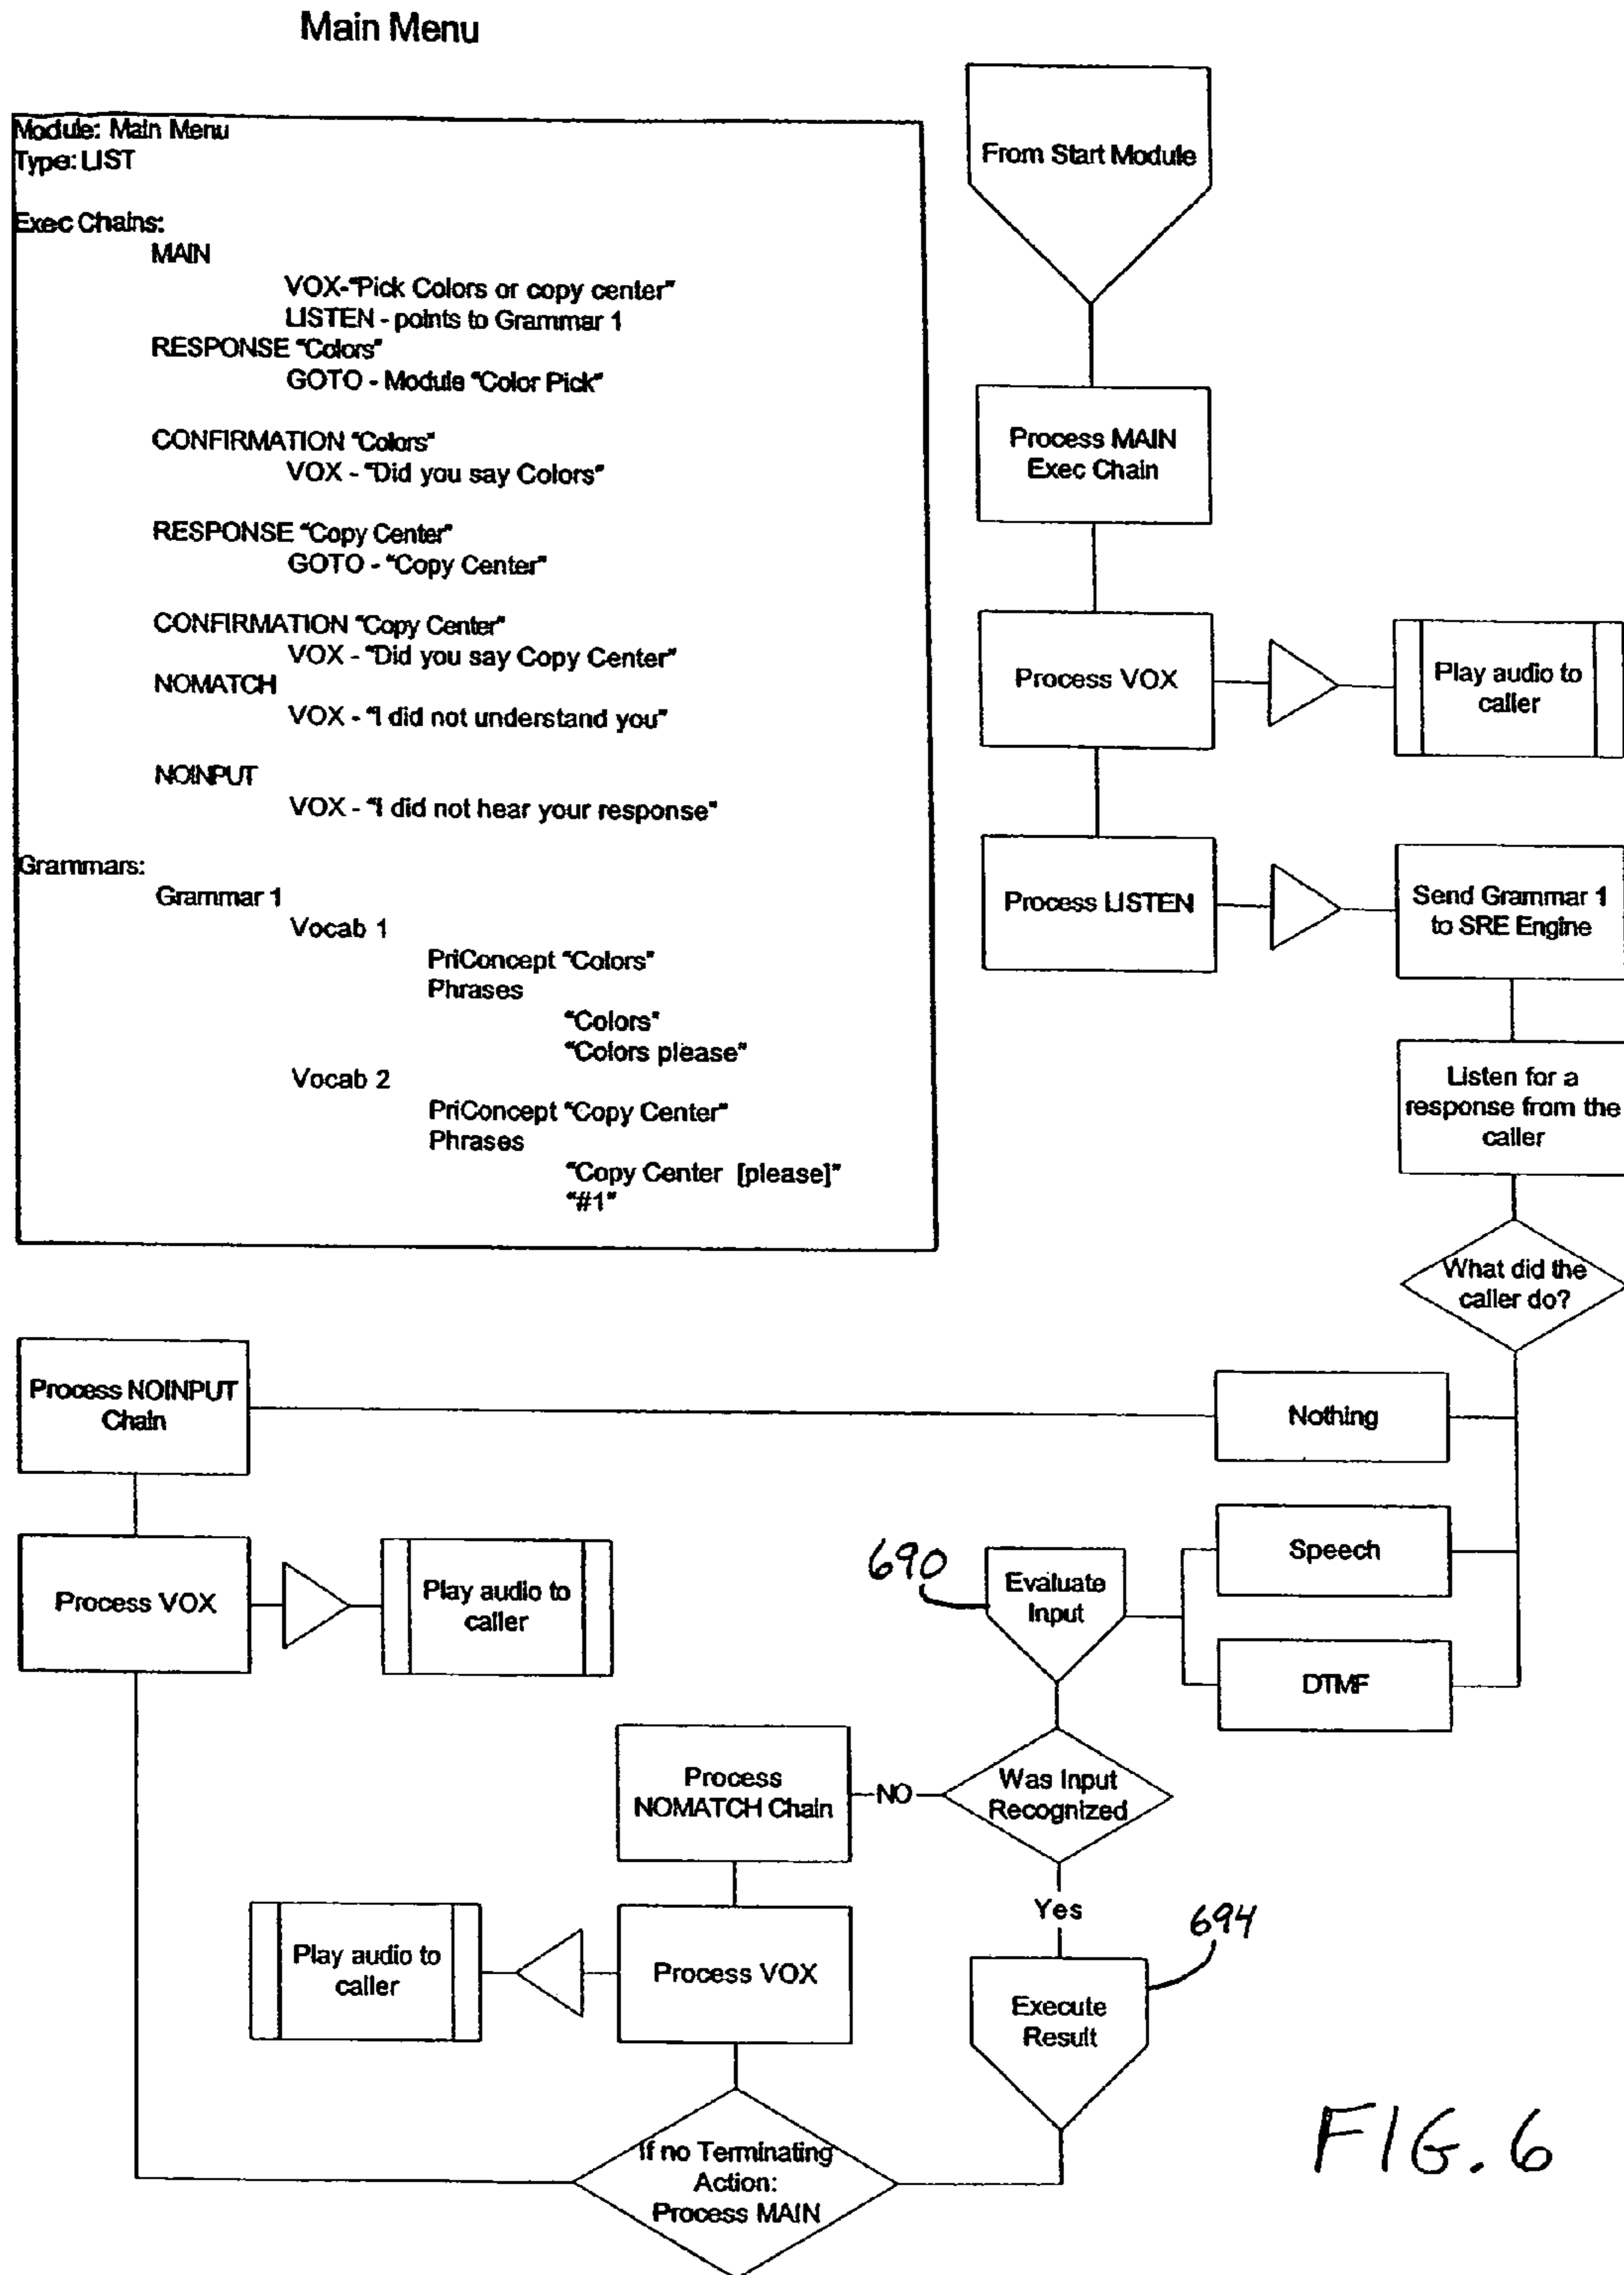 Main Menu
Module: Main Menu
Type: LIST
Exec Chains:
MAIN
VOX-"Pick Colors or copy center"
LISTEN - points to Grammar 1
RESPONSE "Colors"
GOTO - Module "Color Pick"
CONFIRMATION "Colors"
VOX - "Did you say Colors"
RESPONSE "Copy Center"
GOTO - "Copy Center"
CONFIRMATION "Copy Center"
VOX - "Did you say Copy Center"
NOMATCH
VOX - "I did not understand you"
NOINPUT
VOX - "I did not hear your response"
Grammars:
Grammar 1
Vocab 1
PriConcept "Colors"
Phrases
"Colors"
"Colors please"
Vocab 2
PriConcept "Copy Center"
Phrases
"Copy Center [please]"
"#1"
From Start Module
Process MAIN
Exec Chain
Process VOX
Play audio to
caller
Process LISTEN
Send Grammar 1
to SRE Engine
Listen for a
response from the
caller
What did the
caller do?
Nothing
Process NOINPUT
Chain
Process VOX
Play audio to
caller
Speech
DTMF
690
Evaluate
Input
Was Input
Recognized
NO
Process
NOMATCH Chain
Process VOX
Play audio to
caller
Yes
694
Execute
Result
If no Terminating
Action:
Process MAIN
FIG. 6